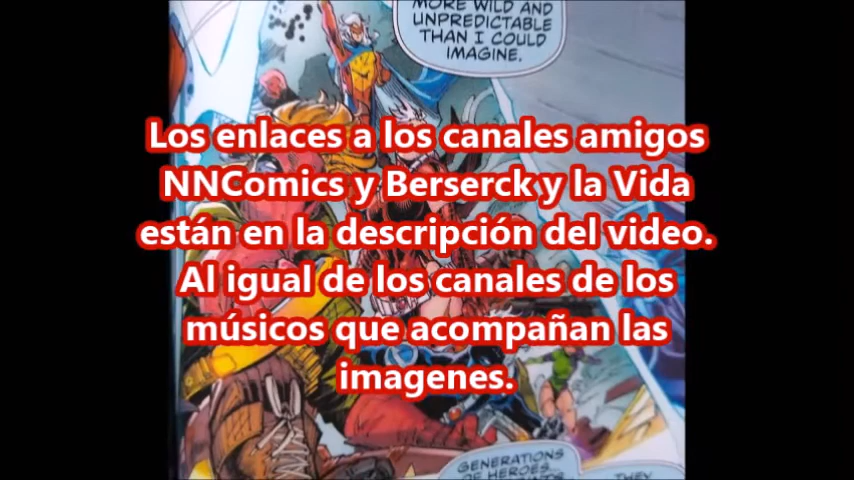 MORE WILD AND
UNPREDICTABLE
THAN I COULD
IMAGINE.
Los enlaces a los canales amigos
NNComics y Berserck y la Vida
están en la descripción del video.
Al igual de los canales de los
músicos que acompañan las
imagenes.
GENERATIONS
OF HEROES
THEY